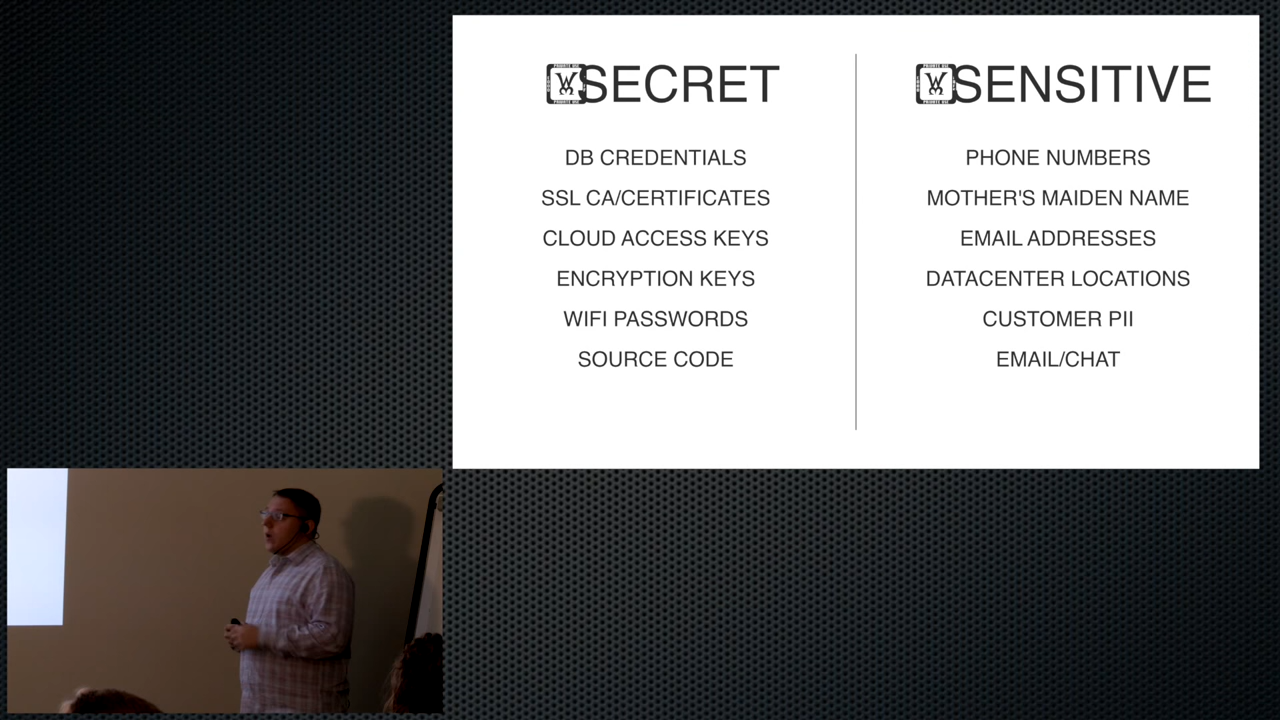 SECRET
DB CREDENTIALS
SSL CA/CERTIFICATES
CLOUD ACCESS KEYS
ENCRYPTION KEYS
WIFI PASSWORDS
SOURCE CODE
SENSITIVE
PHONE NUMBERS
MOTHER'S MAIDEN NAME
EMAIL ADDRESSES
DATACENTER LOCATIONS
CUSTOMER PII
EMAIL/CHAT